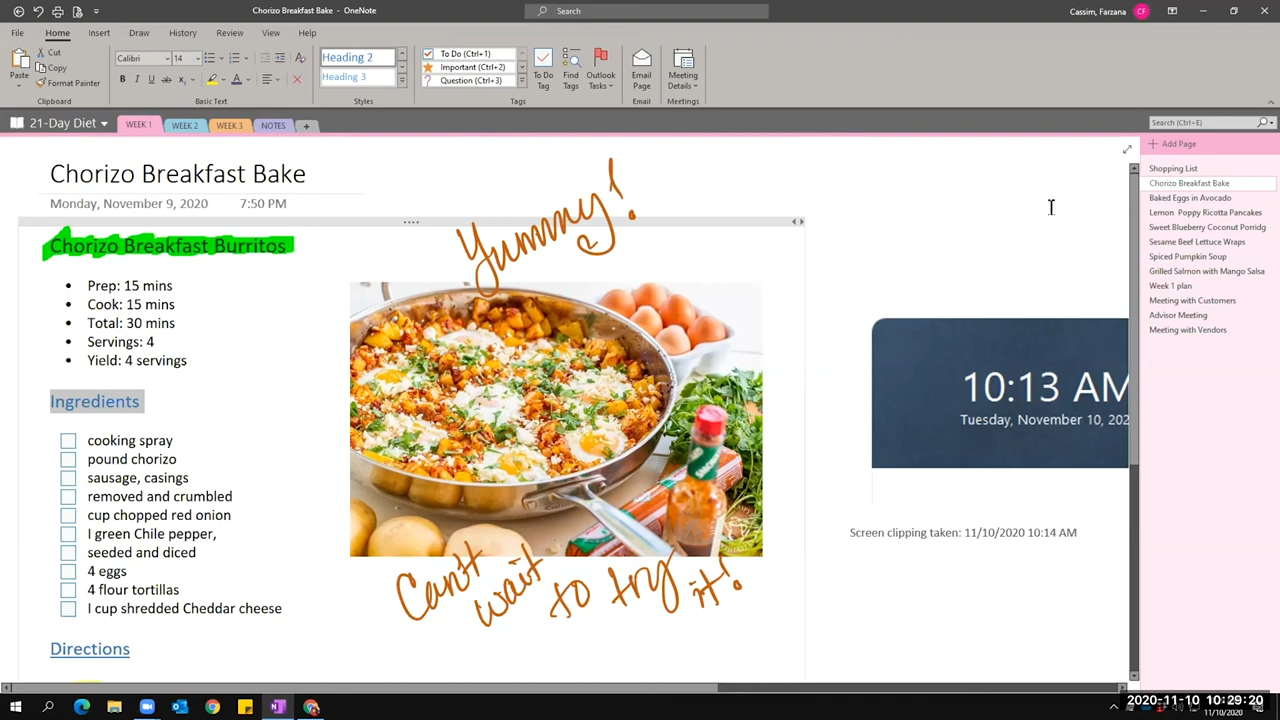 Chorizo Breakfast Bake - OneNote
Search
Cassim, Farzana
CF
File Home Insert Draw History Review View Help
Paste
Cut
Copy
Format Painter
Clipboard
Calibri 14
B I U
Basic Text
Heading 2
Heading 3
Styles
To Do (Ctrl+1)
Important (Ctrl+2)
Question (Ctrl+3)
To Do Tag
Find Tags
Outlook Tasks
Tags
Email Page
Email
Meeting Details
Meetings
21-Day Diet
WEEK 1 WEEK 2 WEEK 3 NOTES
Search (Ctrl+E)
Chorizo Breakfast Bake
Monday, November 9, 2020 7:50 PM
Chorizo Breakfast Burritos
Yummy!
Prep: 15 mins
Cook: 15 mins
Total: 30 mins
Servings: 4
Yield: 4 servings
Ingredients
cooking spray
pound chorizo
sausage, casings
removed and crumbled
cup chopped red onion
I green Chile pepper,
seeded and diced
4 eggs
4 flour tortillas
I cup shredded Cheddar cheese
Can't wait to try it!
Directions
10:13 AM
Tuesday, November 10, 202
Screen clipping taken: 11/10/2020 10:14 AM
Add Page
Shopping List
Chorizo Breakfast Bake
Baked Eggs in Avocado
Lemon Poppy Ricotta Pancakes
Sweet Blueberry Coconut Porridg
Sesame Beef Lettuce Wraps
Spiced Pumpkin Soup
Grilled Salmon with Mango Salsa
Week 1 plan
Meeting with Customers
Advisor Meeting
Meeting with Vendors
2020-11-10 10:29:20
11/10/2020